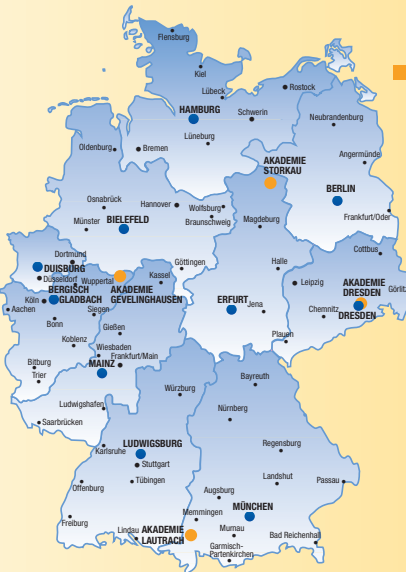 Flensburg
Kiel
Lübeck
Rostock
HAMBURG
Schwerin
Neubrandenburg
Lüneburg
Oldenburg
Bremen
Angermünde
AKADEMIE
STORKAU
BERLIN
Osnabrück
Hannover
Wolfsburg
Braunschweig
Magdeburg
Frankfurt/Oder
Münster
BIELEFELD
Cottbus
Dortmund
DUISBURG
Düsseldorf
Wuppertal
Göttingen
Halle
Kassel
Leipzig
AKADEMIE
DRESDEN
Görlitz
BERGISCH
GLADBACH
AKADEMIE
GEVELINGHAUSEN
Köln
Aachen
Siegen
ERFURT
Jena
Chemnitz
DRESDEN
Bonn
Gießen
Plauen
Koblenz
Wiesbaden
Frankfurt/Main
Bitburg
Trier
MAINZ
Bayreuth
Würzburg
Ludwigshafen
Nürnberg
Saarbrücken
Karlsruhe
LUDWIGSBURG
Regensburg
Stuttgart
Offenburg
Tübingen
Landshut
Passau
Augsburg
Freiburg
Memmingen
MÜNCHEN
Lindau
AKADEMIE
LAUTRACH
Murnau
Bad Reichenhall
Garmisch-
Partenkirchen